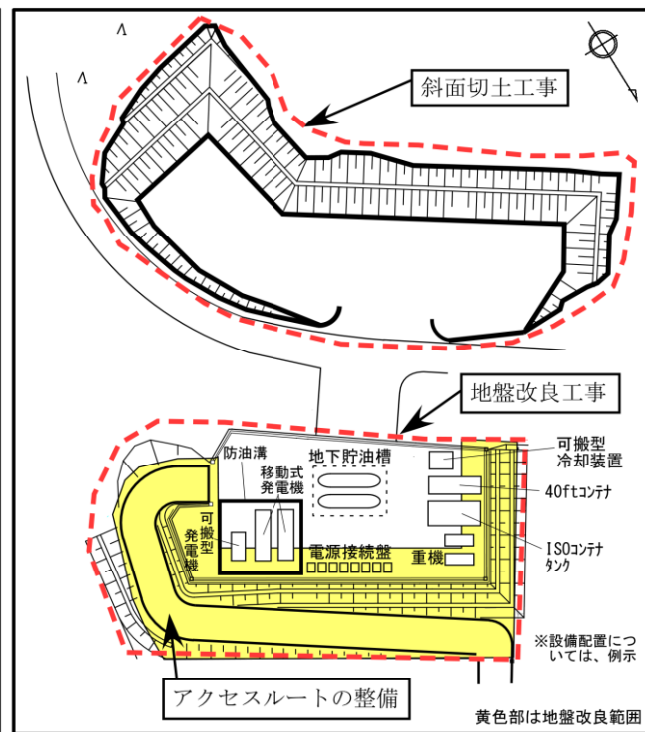 斜面切土工事
地盤改良工事
防油溝
移動式
発電機
地下貯油槽
可搬型
冷却装置
40ftコンテナ
ISOコンテナ
タンク
可搬型
発電機
電源接続盤
重機
※設備配置につ
いては、例示
アクセスルートの整備
黄色部は地盤改良範囲